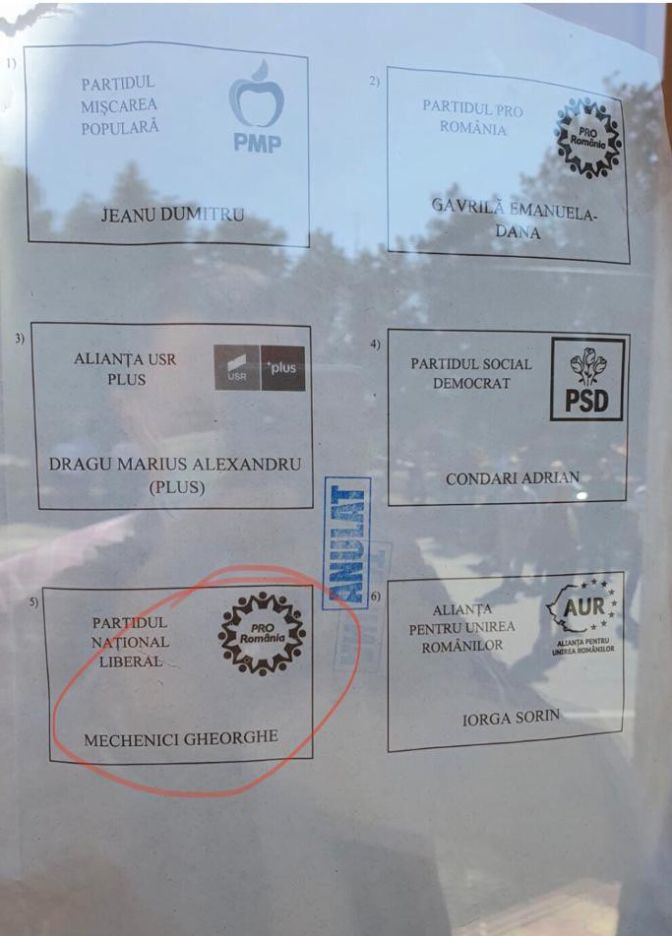 1)
PARTIDUL
MIȘCAREA
POPULARĂ
PMP
JEANU DUMITRU
2)
PARTIDUL PRO
ROMÂNIA
PRO
România
GAVRILĂ EMANUELA-
DANA
3)
ALIANȚA USR
PLUS
USR
+plus
DRAGU MARIUS ALEXANDRU
(PLUS)
4)
PARTIDUL SOCIAL
DEMOCRAT
PSD
CONDARI ADRIAN
ANULAT
5)
PARTIDUL
NAȚIONAL
LIBERAL
PRO
România
MECHENICI GHEORGHE
6)
ALIANȚA
PENTRU UNIREA
ROMÂNILOR
AUR
ALIANȚA PENTRU
UNIREA ROMÂNILOR
IORGA SORIN